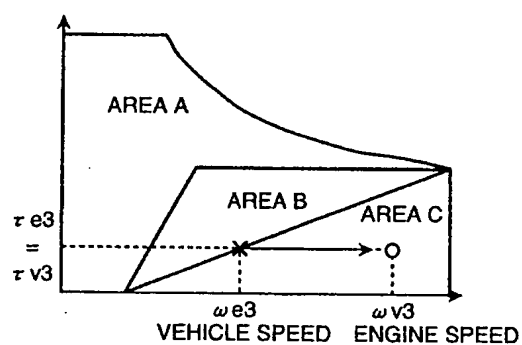 AREA A
AREA B
AREA C
τ e3
=
τ v3
ω e3
ω v3
VEHICLE SPEED
ENGINE SPEED